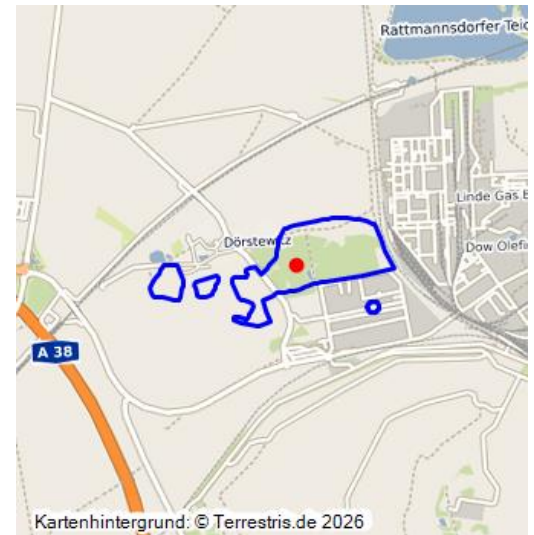 Rattmannsdorfer Teic
Linde Gas B
Dörstewitz
Dow Olefi
A 38
Kartenhintergrund: © Terrestris.de 2026